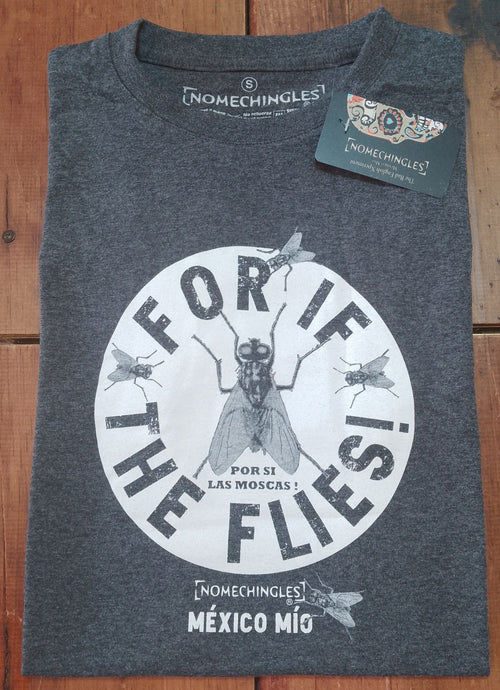 S
[NOMECHINGLES]
[NOMECHINGLES]
FOR IF
THE FLIES!
POR SI
LAS MOSCAS !
[NOMECHINGLES]
®
MÉXICO MÍO